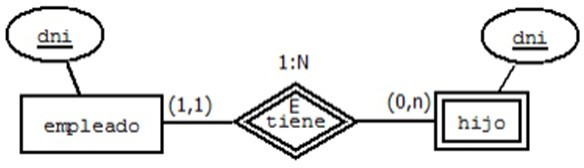 dni
dni
1:N
(1,1)
(0,n)
E
empleado
tiene
hijo